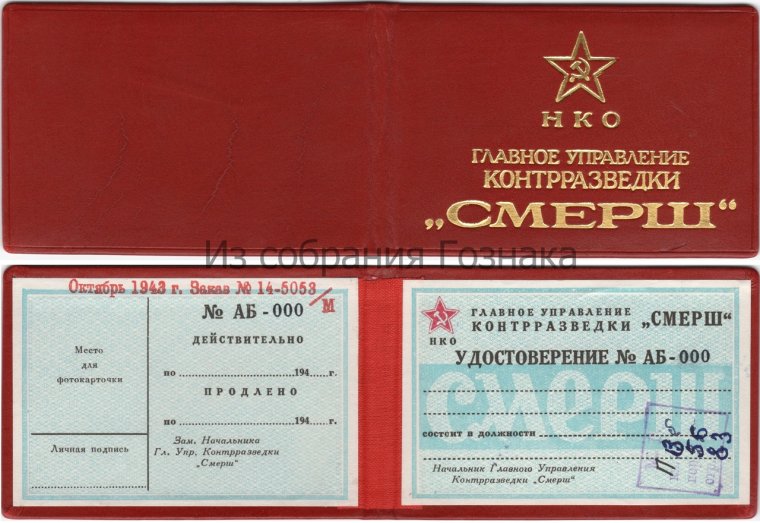 НКО
ГЛАВНОЕ УПРАВЛЕНИЕ
КОНТРРАЗВЕДКИ
„СМЕРШ“
Из собрания Гознака
Октябрь 1943 г. Заказ № 14-5053/М
№ АБ-000
ДЕЙСТВИТЕЛЬНО
по ............ 194......г.
ПРОДЛЕНО
по ............ 194......г.
Зам. Начальника
Гл. Упр. Контрразведки
„Смерш“
Место
для
фотокарточки
Личная подпись
НКО
ГЛАВНОЕ УПРАВЛЕНИЕ
КОНТРРАЗВЕДКИ „СМЕРШ“
УДОСТОВЕРЕНИЕ № АБ-000
смерш
состоит в должности
Начальник Главного Управления
Контрразведки „Смерш“